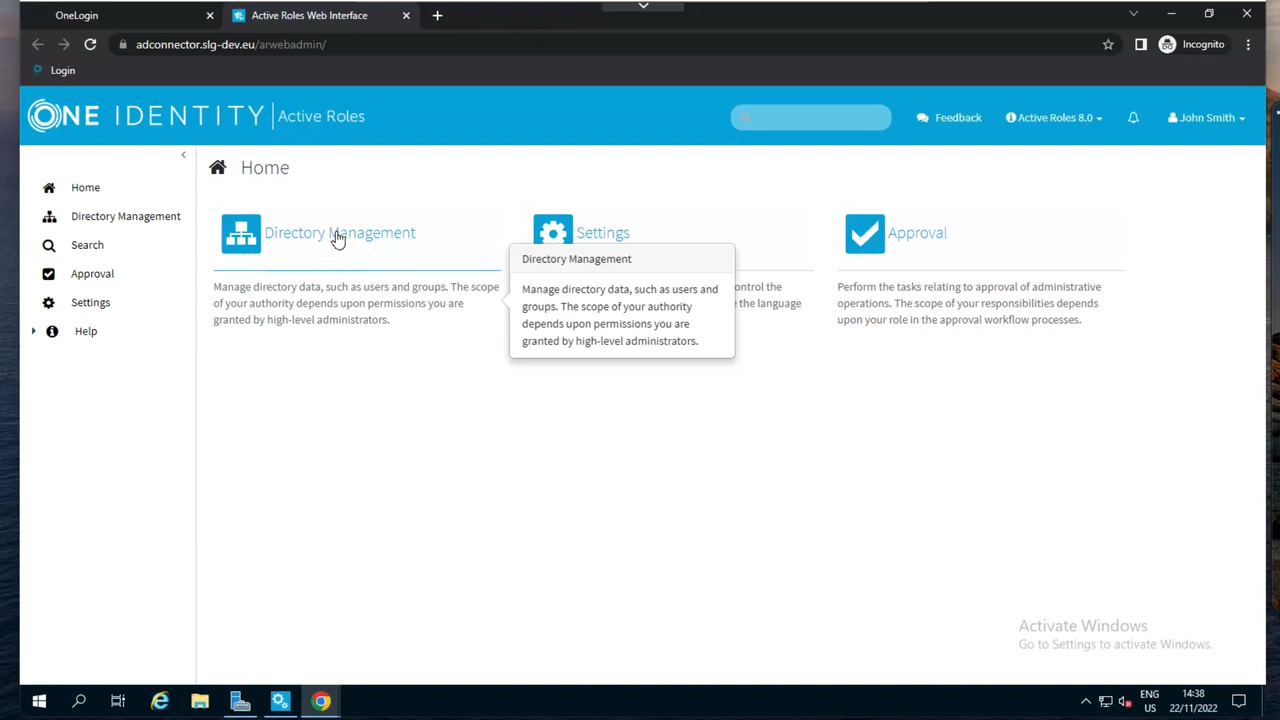 OneLogin
Active Roles Web Interface
adconnector.slg-dev.eu/arwebadmin/
Incognito
Login
ONE IDENTITY | Active Roles
Feedback
Active Roles 8.0
John Smith
Home
Directory Management
Search
Approval
Settings
Help
Home
Directory Management
Manage directory data, such as users and groups. The scope
of your authority depends upon permissions you are
granted by high-level administrators.
Settings
ontrol the
e the language
Approval
Perform the tasks relating to approval of administrative
operations. The scope of your responsibilities depends
upon your role in the approval workflow processes.
Directory Management
Manage directory data, such as users and
groups. The scope of your authority
depends upon permissions you are
granted by high-level administrators.
Activate Windows
Go to Settings to activate Windows.
ENG
US
14:38
22/11/2022